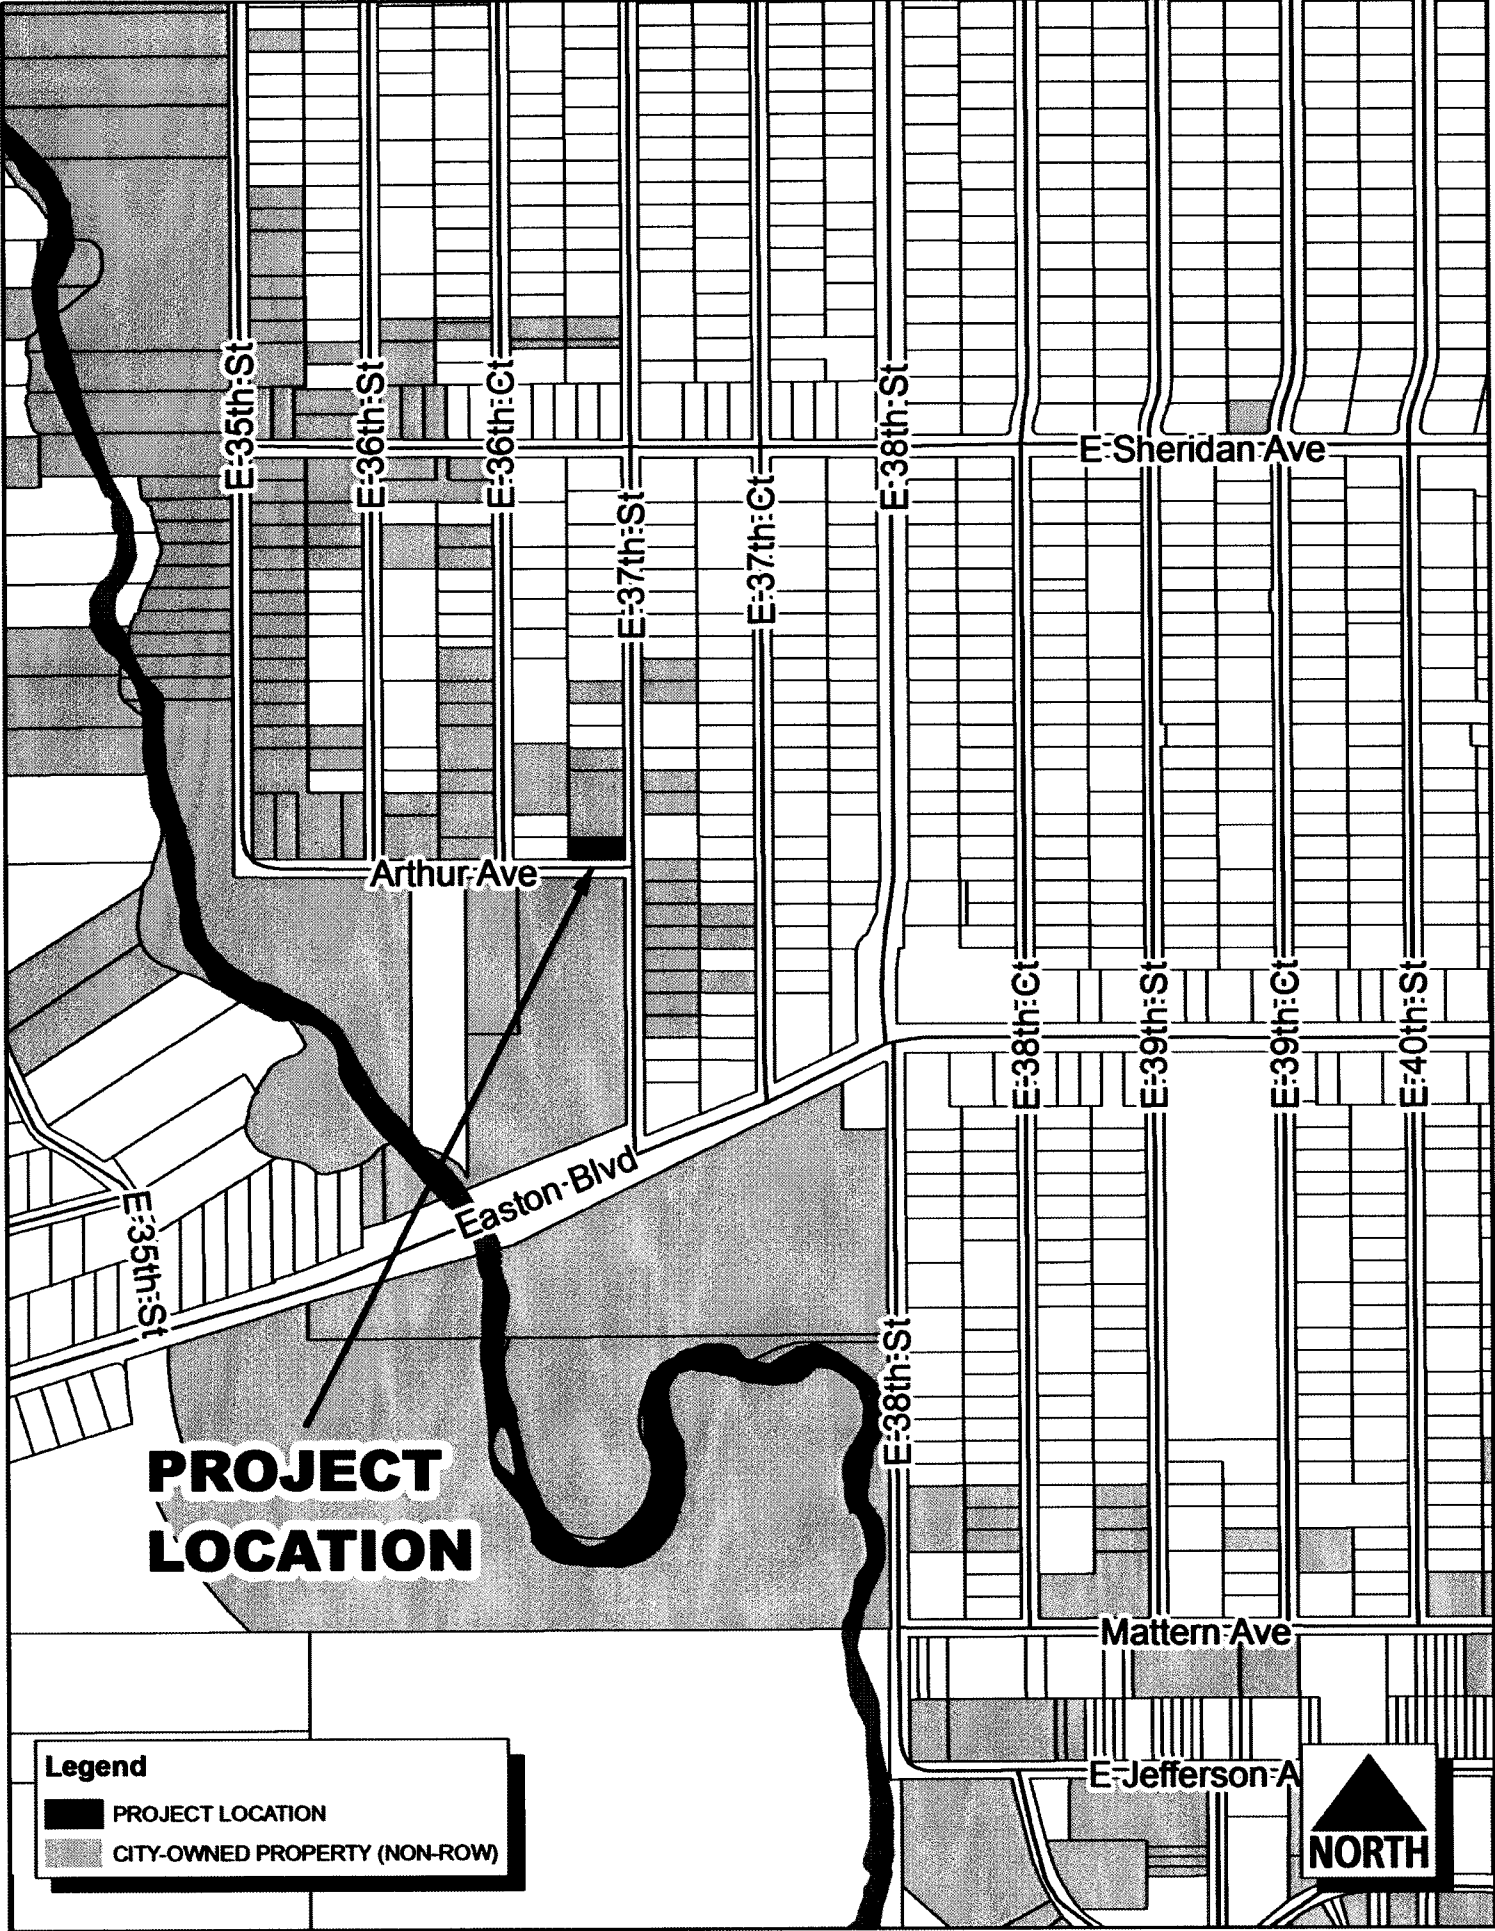 E 35th St
E 36th St
E 36th Ct
E 38th St
E Sheridan Ave
E 37th St
E 37th Ct
Arthur Ave
E 38th Ct
E 39th St
E 39th Ct
E 40th St
Easton Blvd
E 35th St
E 38th St
PROJECT
LOCATION
Mattern Ave
E Jefferson A
Legend
PROJECT LOCATION
CITY-OWNED PROPERTY (NON-ROW)
NORTH